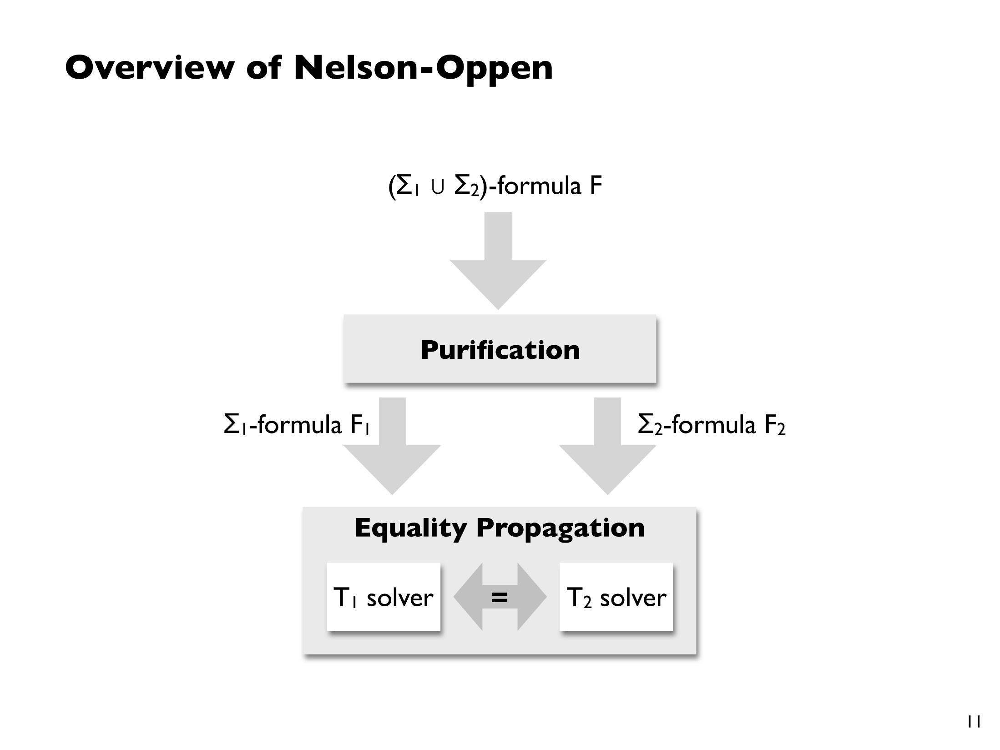 Overview of Nelson-Oppen
(Σ₁ ∪ Σ₂)-formula F
Purification
Σ₁-formula F₁
Σ₂-formula F₂
Equality Propagation
T₁ solver
=
T₂ solver
11